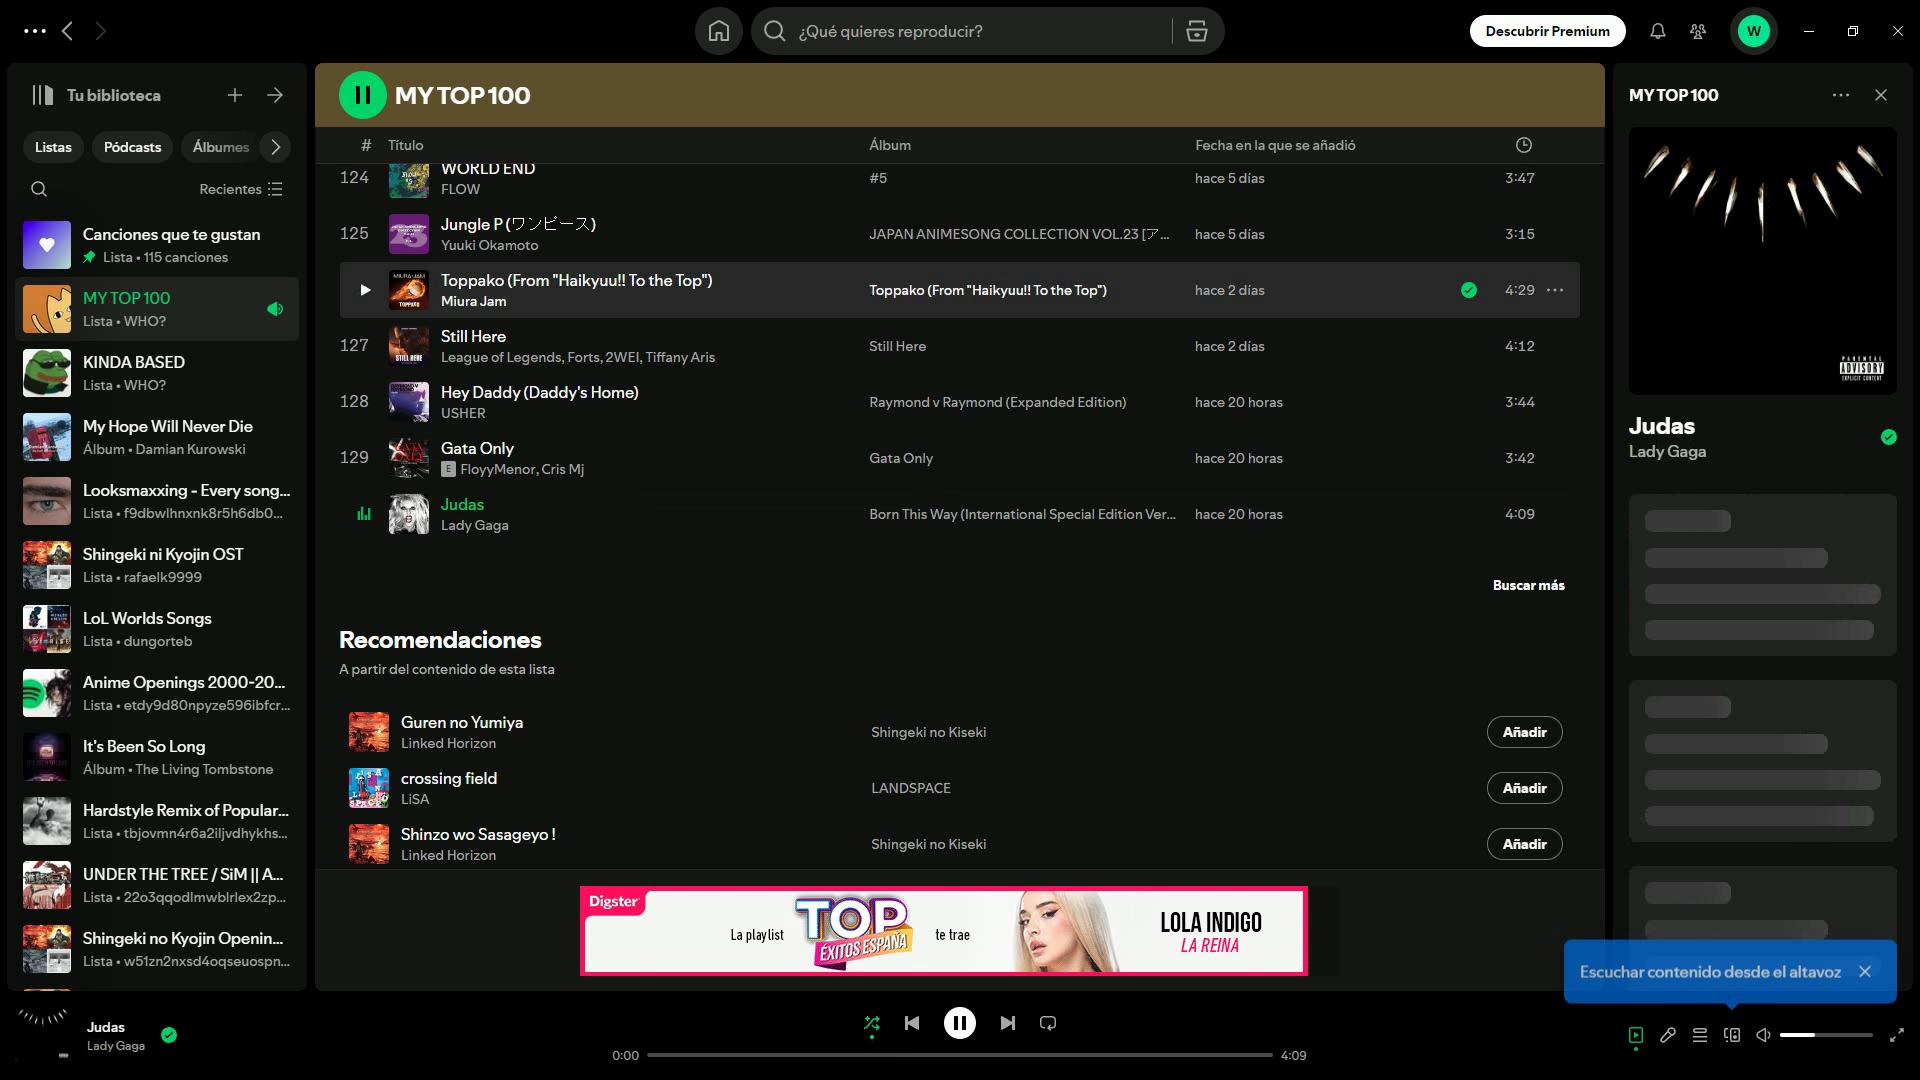 ¿Qué quieres reproducir?
Descubrir Premium
W
Tu biblioteca
Listas
Pódcasts
Álbumes
Recientes
Canciones que te gustan
Lista • 115 canciones
MY TOP 100
Lista • WHO?
KINDA BASED
Lista • WHO?
My Hope Will Never Die
Álbum • Damian Kurowski
Looksmaxxing - Every song...
Lista • f9dbwlhnxnk8r5h6db0...
Shingeki ni Kyojin OST
Lista • rafaelk9999
LoL Worlds Songs
Lista • dungorteb
Anime Openings 2000-20...
Lista • etdy9d80npyze596ibfcr...
It's Been So Long
Álbum • The Living Tombstone
Hardstyle Remix of Popular...
Lista • tbjovmn4r6a2iljvdhykhs...
UNDER THE TREE / SiM || A...
Lista • 22o3qqodlmwblrlex2zp...
Shingeki no Kyojin Openin...
Lista • w51zn2nxsd4oqseuospn...
MY TOP 100
# Título Álbum Fecha en la que se añadió
124 WORLD END #5 hace 5 días 3:47
FLOW
125 Jungle P (ワンピース) JAPAN ANIMESONG COLLECTION VOL.23 [ア... hace 5 días 3:15
Yuuki Okamoto
Toppako (From "Haikyuu!! To the Top") Toppako (From "Haikyuu!! To the Top") hace 2 días 4:29
Miura Jam
127 Still Here Still Here hace 2 días 4:12
League of Legends, Forts, 2WEI, Tiffany Aris
128 Hey Daddy (Daddy's Home) Raymond v Raymond (Expanded Edition) hace 20 horas 3:44
USHER
129 Gata Only Gata Only hace 20 horas 3:42
E FloyyMenor, Cris Mj
Judas Born This Way (International Special Edition Ver... hace 20 horas 4:09
Lady Gaga
Buscar más
Recomendaciones
A partir del contenido de esta lista
Guren no Yumiya Shingeki no Kiseki Añadir
Linked Horizon
crossing field LANDSPACE Añadir
LiSA
Shinzo wo Sasageyo ! Shingeki no Kiseki Añadir
Linked Horizon
Digster
La playlist
TOP
ÉXITOS ESPAÑA
te trae
LOLA INDIGO
LA REINA
MY TOP 100
PARENTAL
ADVISORY
EXPLICIT CONTENT
Judas
Lady Gaga
Escuchar contenido desde el altavoz
Judas
Lady Gaga
0:00
4:09